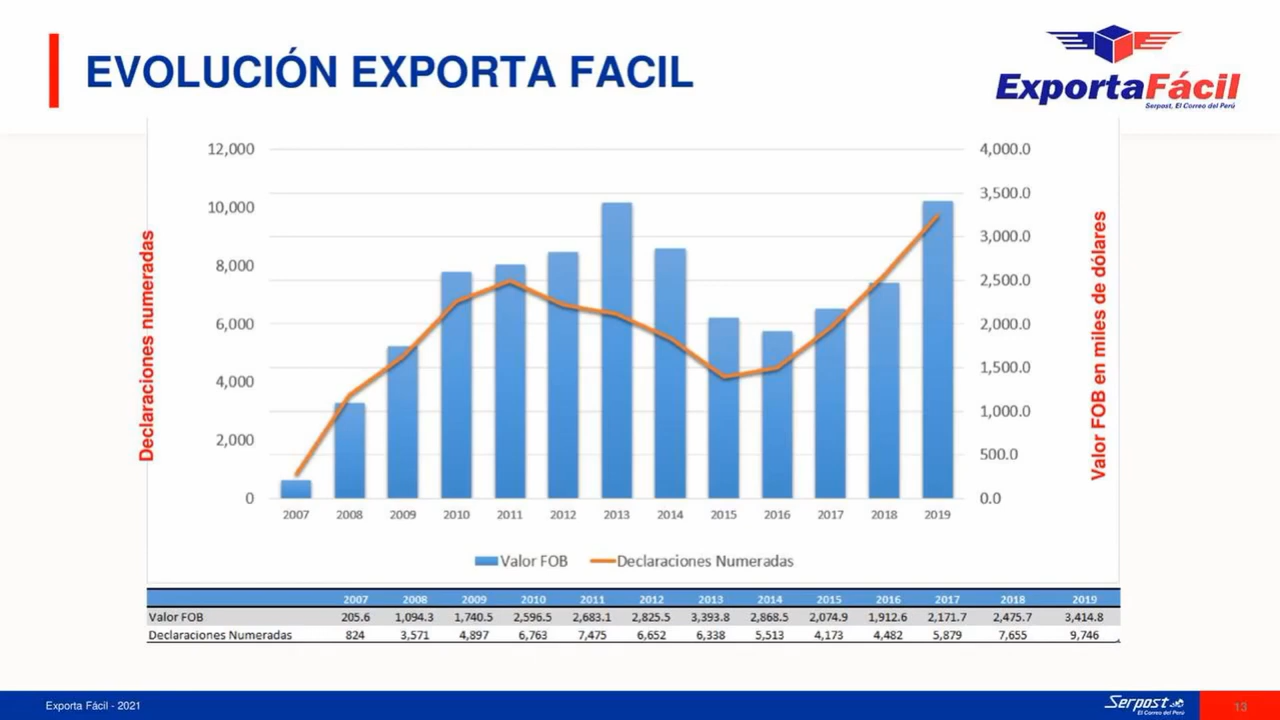 EVOLUCIÓN EXPORTA FACIL
ExportaFácil
Serpost, El Correo del Perú
Declaraciones numeradas
12,000
10,000
8,000
6,000
4,000
2,000
0
4,000.0
3,500.0
3,000.0
2,500.0
2,000.0
1,500.0
1,000.0
500.0
0.0
Valor FOB en miles de dólares
2007 2008 2009 2010 2011 2012 2013 2014 2015 2016 2017 2018 2019
Valor FOB Declaraciones Numeradas
2007 2008 2009 2010 2011 2012 2013 2014 2015 2016 2017 2018 2019
Valor FOB 205.6 1,094.3 1,740.5 2,596.5 2,683.1 2,825.5 3,393.8 2,868.5 2,074.9 1,912.6 2,171.7 2,475.7 3,414.8
Declaraciones Numeradas 824 3,571 4,897 6,763 7,475 6,652 6,338 5,513 4,173 4,482 5,879 7,655 9,746
Exporta Fácil - 2021
Serpost
El Correo del Perú
13